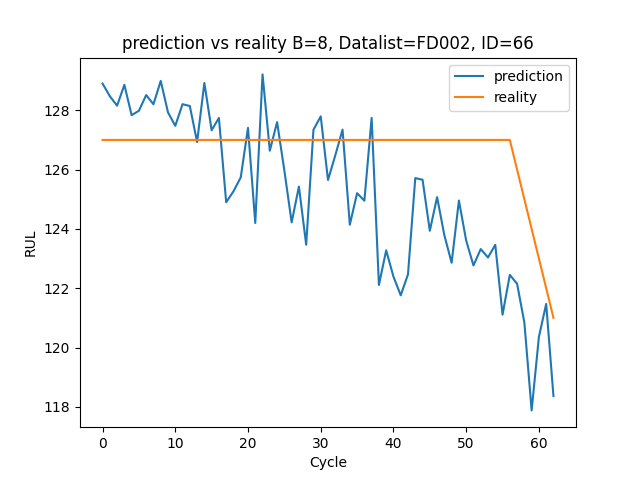 prediction vs reality B=8, Datalist=FD002, ID=66
prediction
reality
128
126
124
122
120
118
RUL
0 10 20 30 40 50 60
Cycle